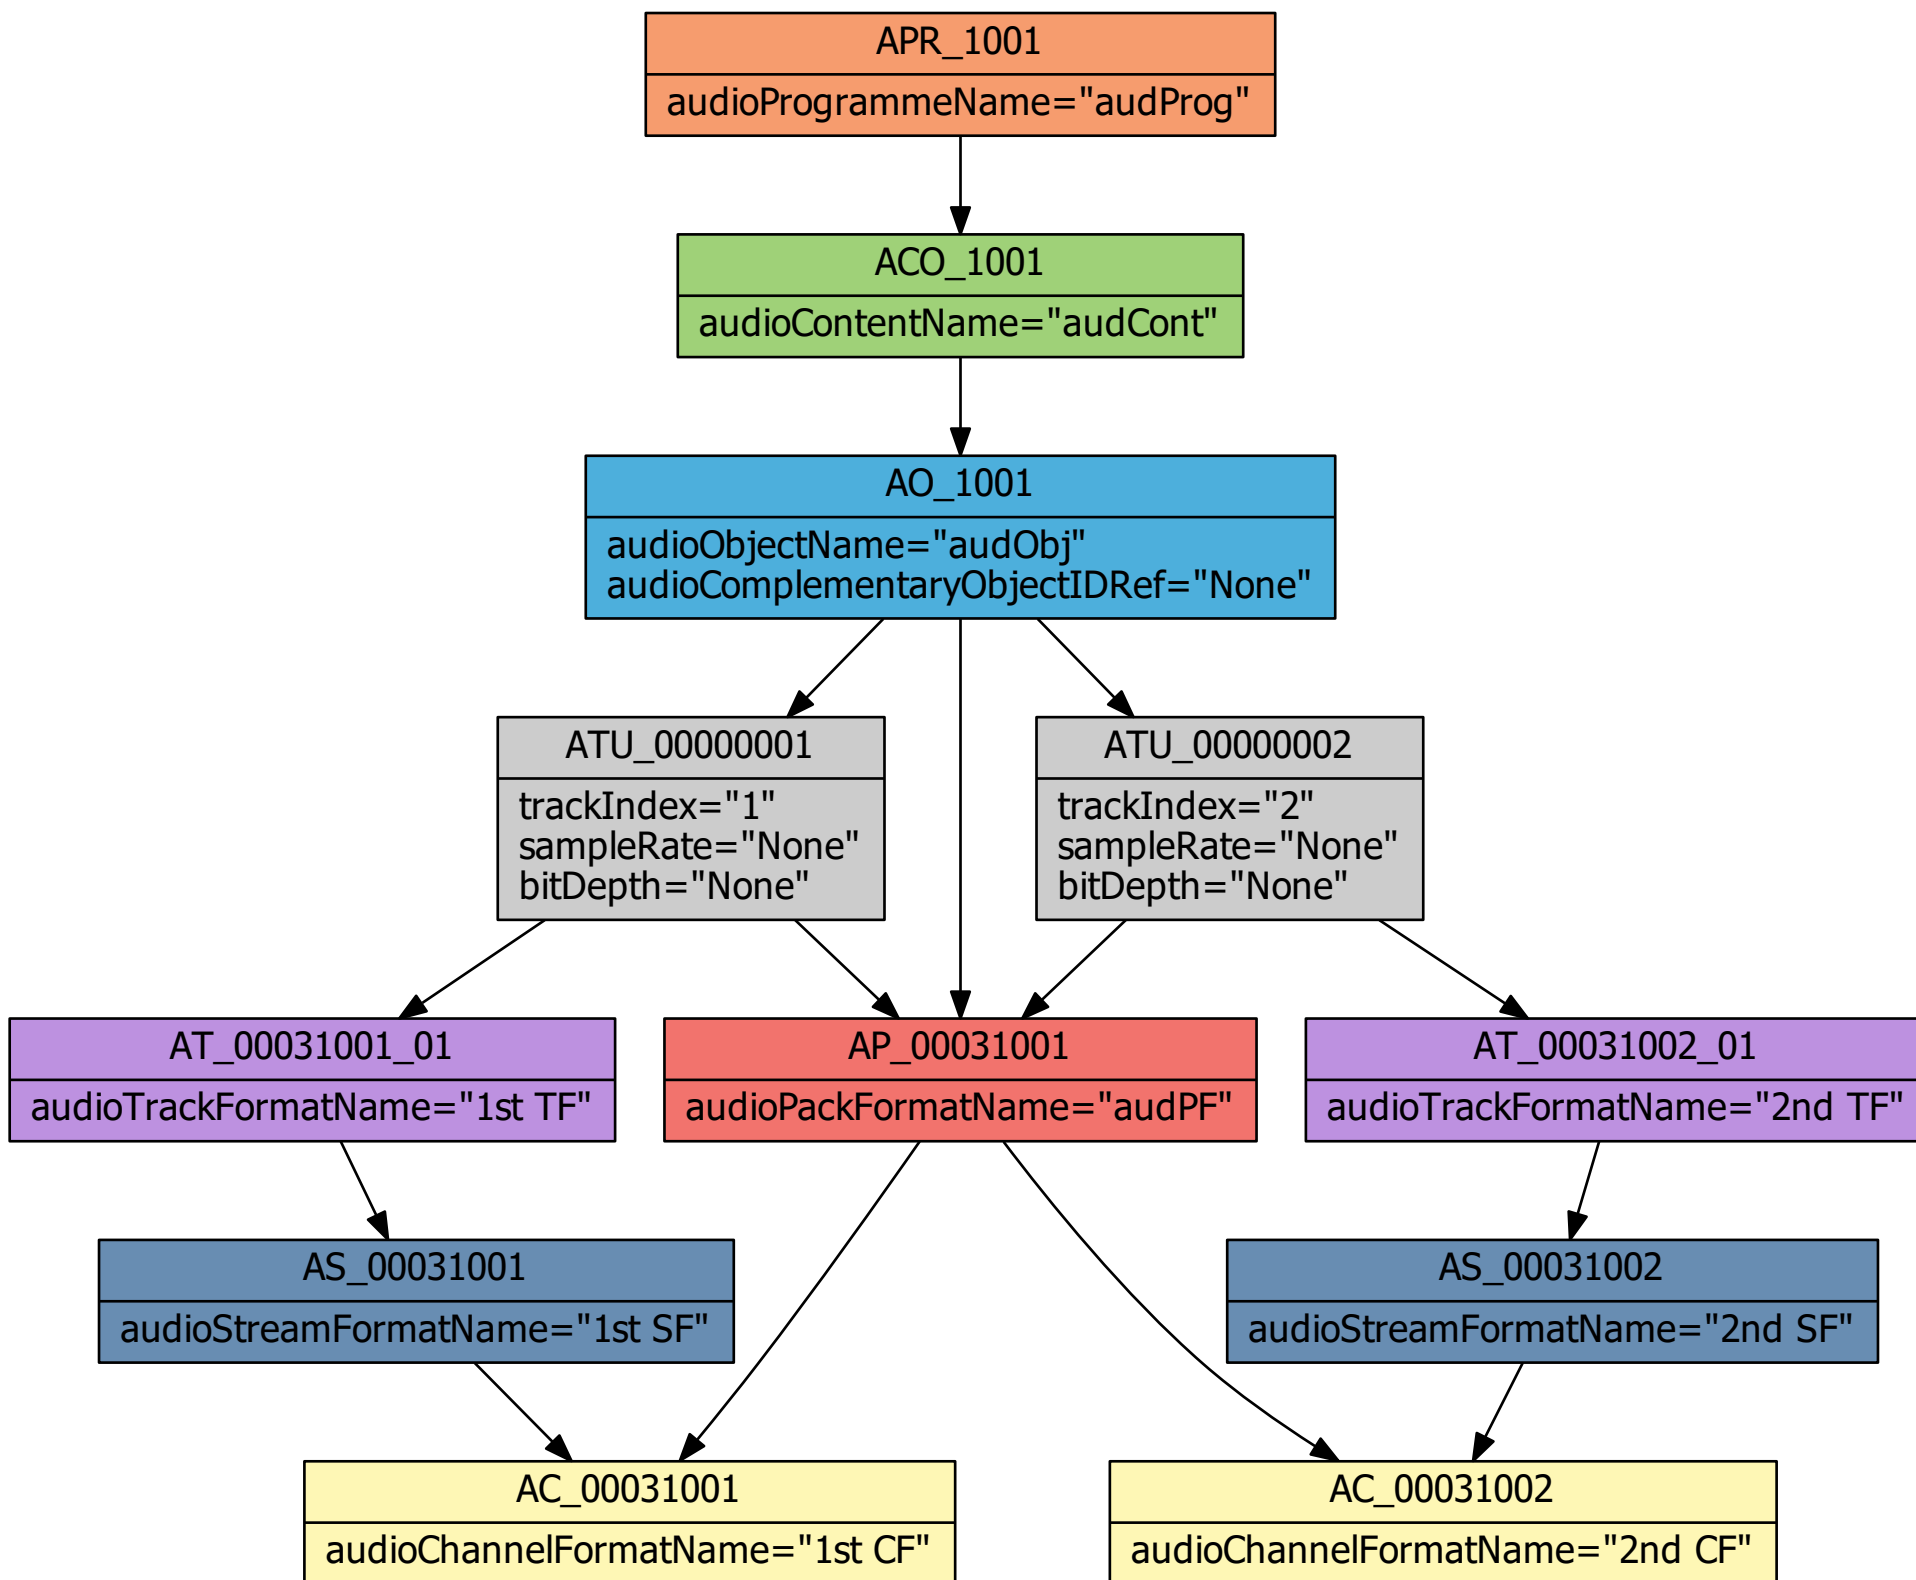 APR_1001
audioProgrammeName="audProg"
ACO_1001
audioContentName="audCont"
AO_1001
audioObjectName="audObj"
audioComplementaryObjectIDRef="None"
ATU_00000001
trackIndex="1"
sampleRate="None"
bitDepth="None"
ATU_00000002
trackIndex="2"
sampleRate="None"
bitDepth="None"
AT_00031001_01
audioTrackFormatName="1st TF"
AP_00031001
audioPackFormatName="audPF"
AT_00031002_01
audioTrackFormatName="2nd TF"
AS_00031001
audioStreamFormatName="1st SF"
AS_00031002
audioStreamFormatName="2nd SF"
AC_00031001
audioChannelFormatName="1st CF"
AC_00031002
audioChannelFormatName="2nd CF"